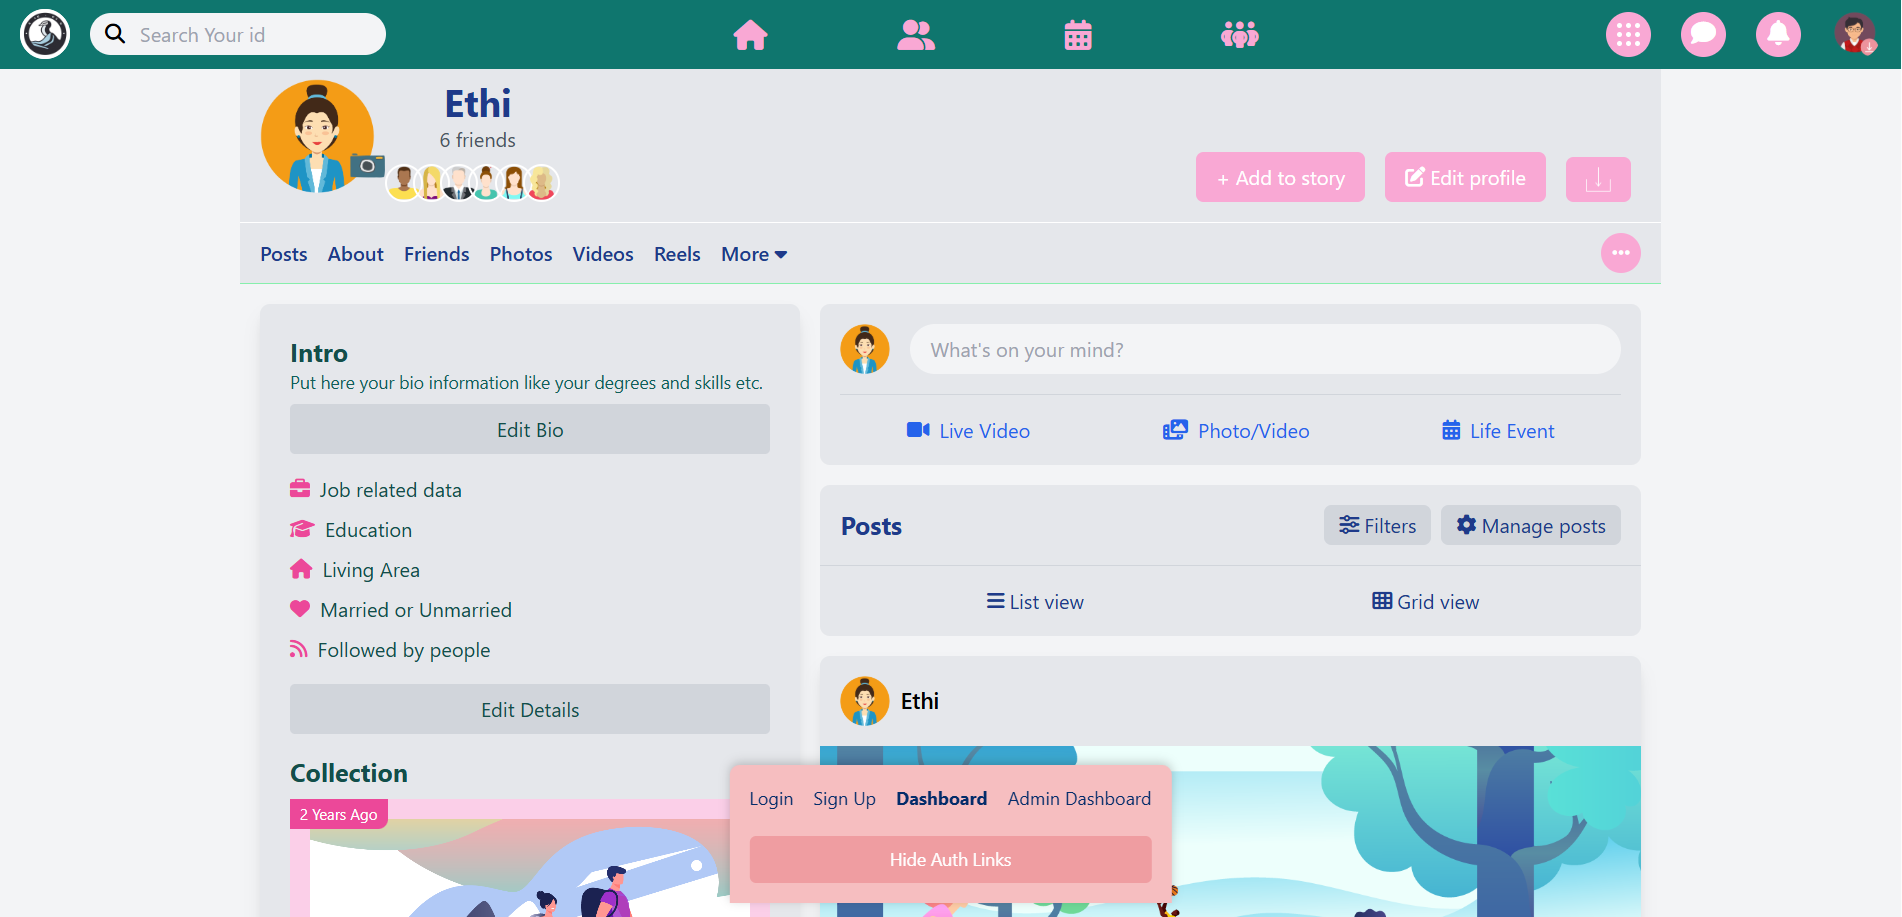 Search Your id
Ethi
6 friends
+ Add to story
Edit profile
Posts
About
Friends
Photos
Videos
Reels
More
Intro
Put here your bio information like your degrees and skills etc.
Edit Bio
Job related data
Education
Living Area
Married or Unmarried
Followed by people
Edit Details
Collection
2 Years Ago
What's on your mind?
Live Video
Photo/Video
Life Event
Posts
Filters
Manage posts
List view
Grid view
Ethi
Login
Sign Up
Dashboard
Admin Dashboard
Hide Auth Links